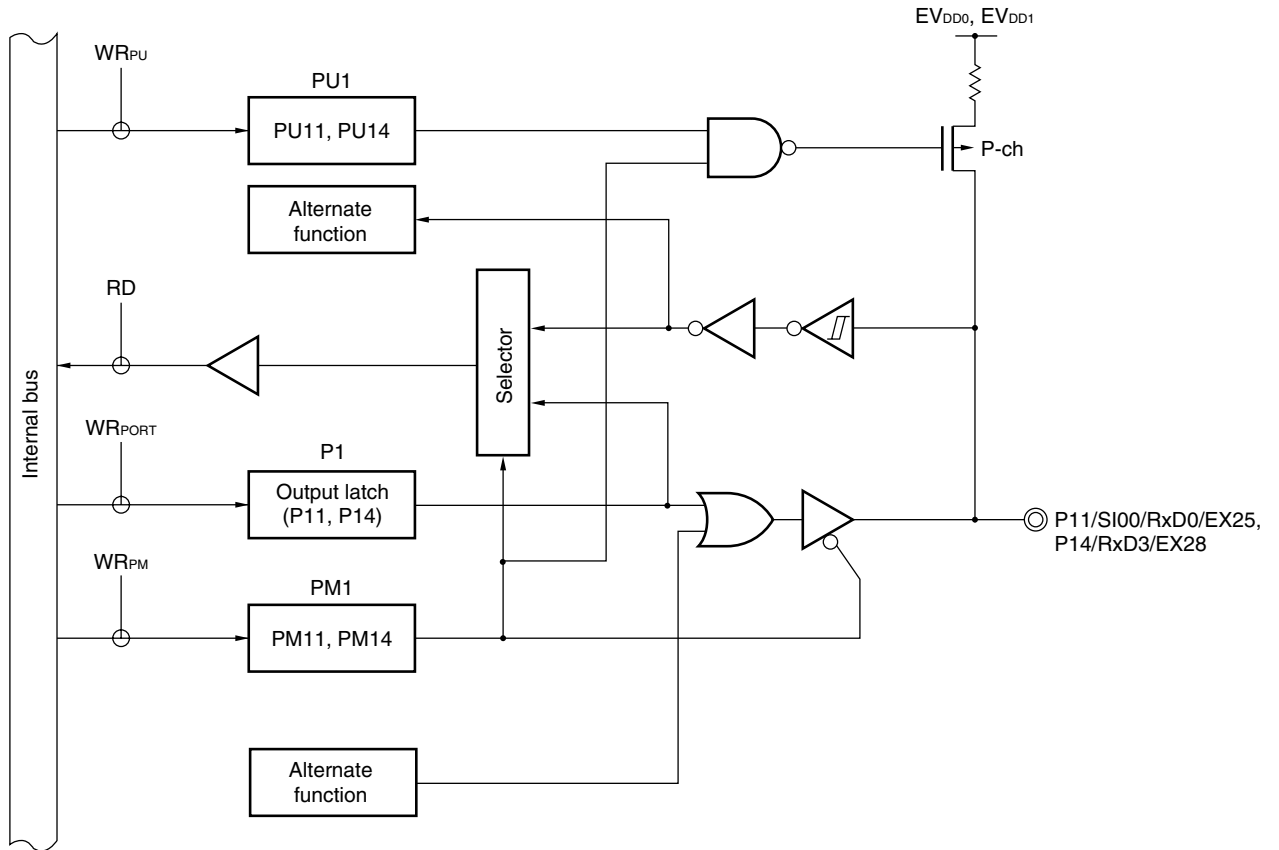 EVDD0, EVDD1
WRPU
PU1
PU11, PU14
P-ch
Alternate
function
RD
Selector
Internal bus
WRPORT
P1
Output latch
(P11, P14)
P11/SI00/RxD0/EX25,
P14/RxD3/EX28
WRPM
PM1
PM11, PM14
Alternate
function